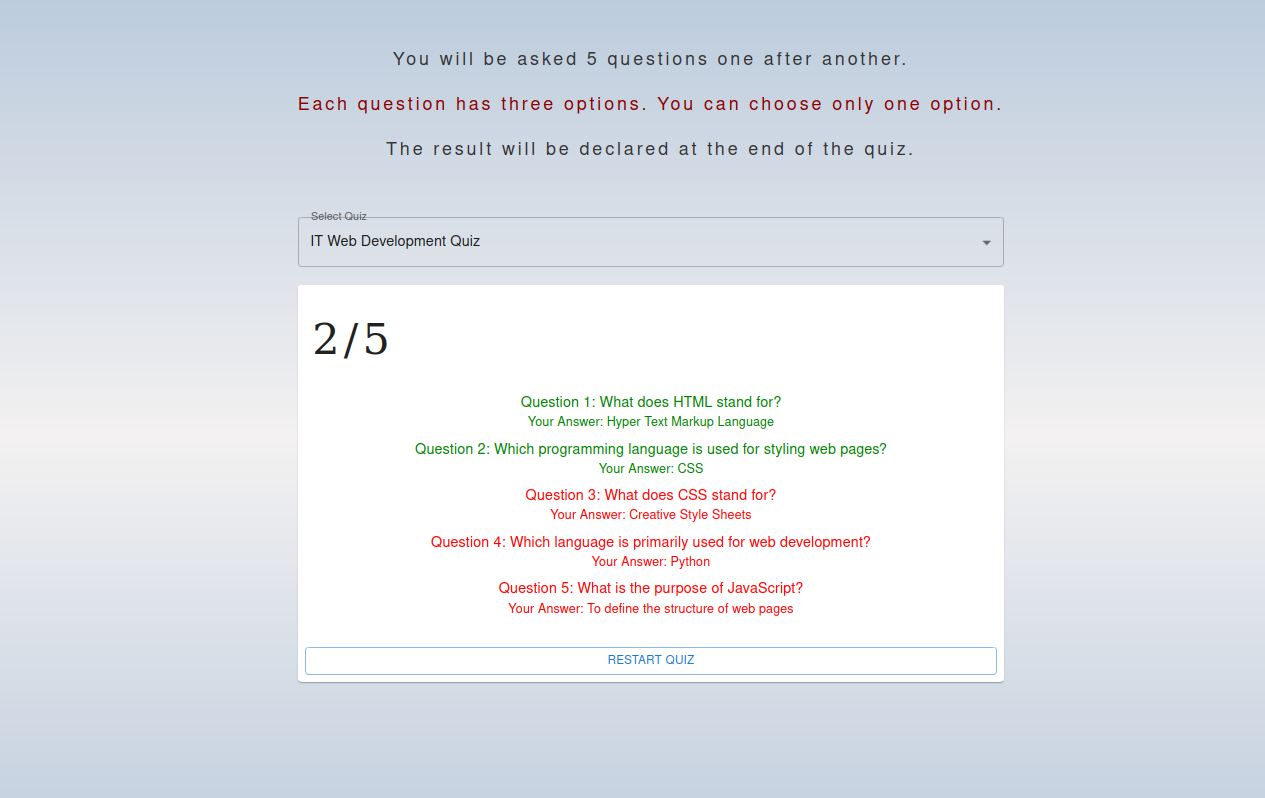 You will be asked 5 questions one after another.
Each question has three options. You can choose only one option.
The result will be declared at the end of the quiz.
Select Quiz
IT Web Development Quiz
2/5
Question 1: What does HTML stand for?
Your Answer: Hyper Text Markup Language
Question 2: Which programming language is used for styling web pages?
Your Answer: CSS
Question 3: What does CSS stand for?
Your Answer: Creative Style Sheets
Question 4: Which language is primarily used for web development?
Your Answer: Python
Question 5: What is the purpose of JavaScript?
Your Answer: To define the structure of web pages
RESTART QUIZ